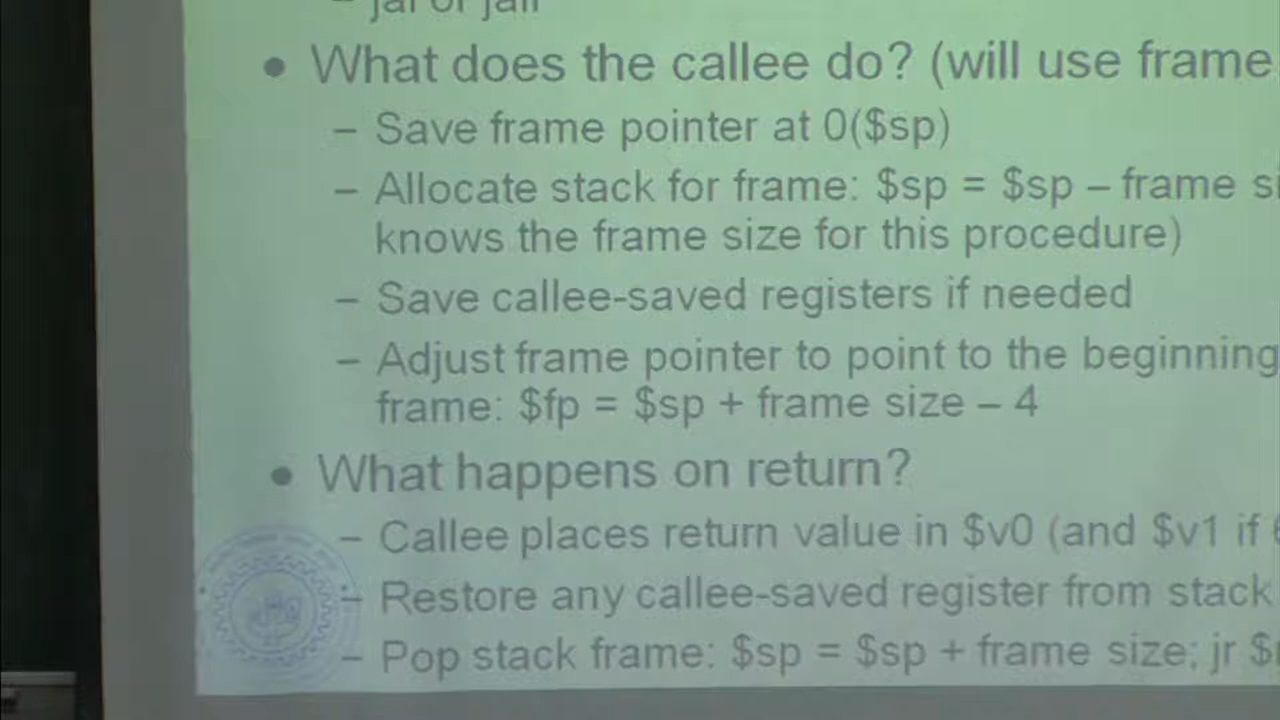 – jal or jalr
• What does the callee do? (will use frame
– Save frame pointer at 0($sp)
– Allocate stack for frame: $sp = $sp – frame si
knows the frame size for this procedure)
– Save callee-saved registers if needed
– Adjust frame pointer to point to the beginning
frame: $fp = $sp + frame size – 4
• What happens on return?
– Callee places return value in $v0 (and $v1 if
– Restore any callee-saved register from stack
– Pop stack frame: $sp = $sp + frame size; jr